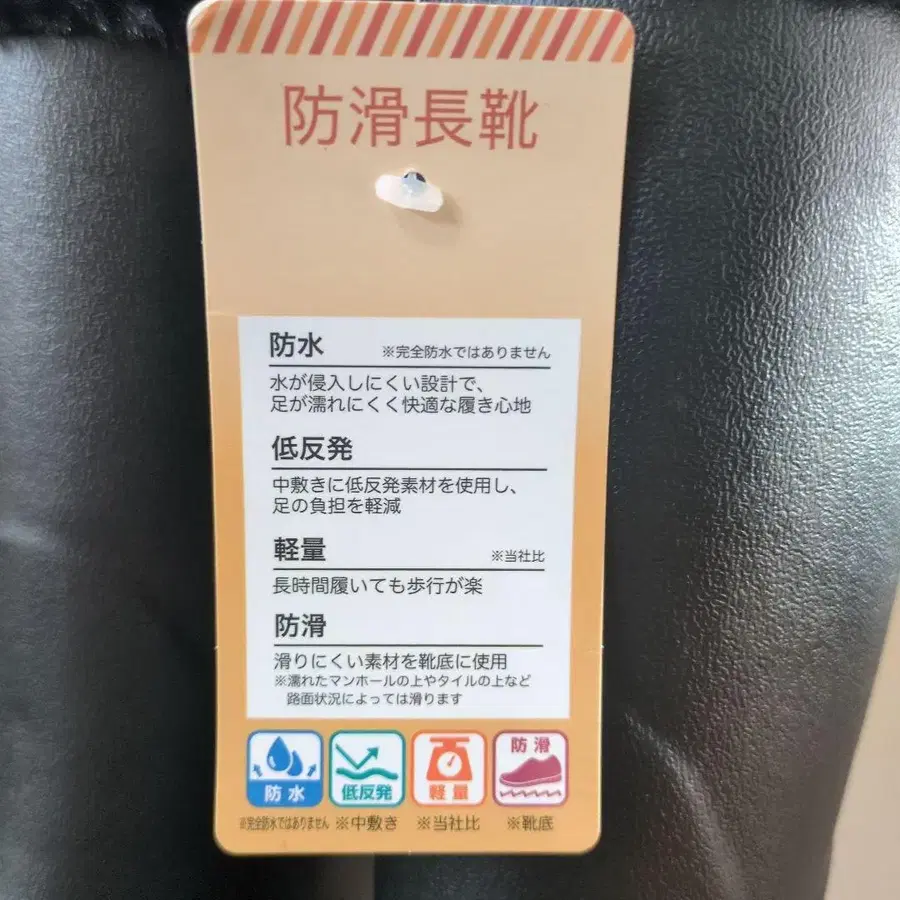 防滑長靴
防水 ※完全防水ではありません
水が侵入しにくい設計で、
足が濡れにくく快適な履き心地
低反発
中敷きに低反発素材を使用し、
足の負担を軽減
軽量 ※当社比
長時間履いても歩行が楽
防滑
滑りにくい素材を靴底に使用
※濡れたマンホールの上やタイルの上など
路面状況によっては滑ります
防水 低反発 軽量 防滑
※完全防水ではありません ※中敷き ※当社比 ※靴底